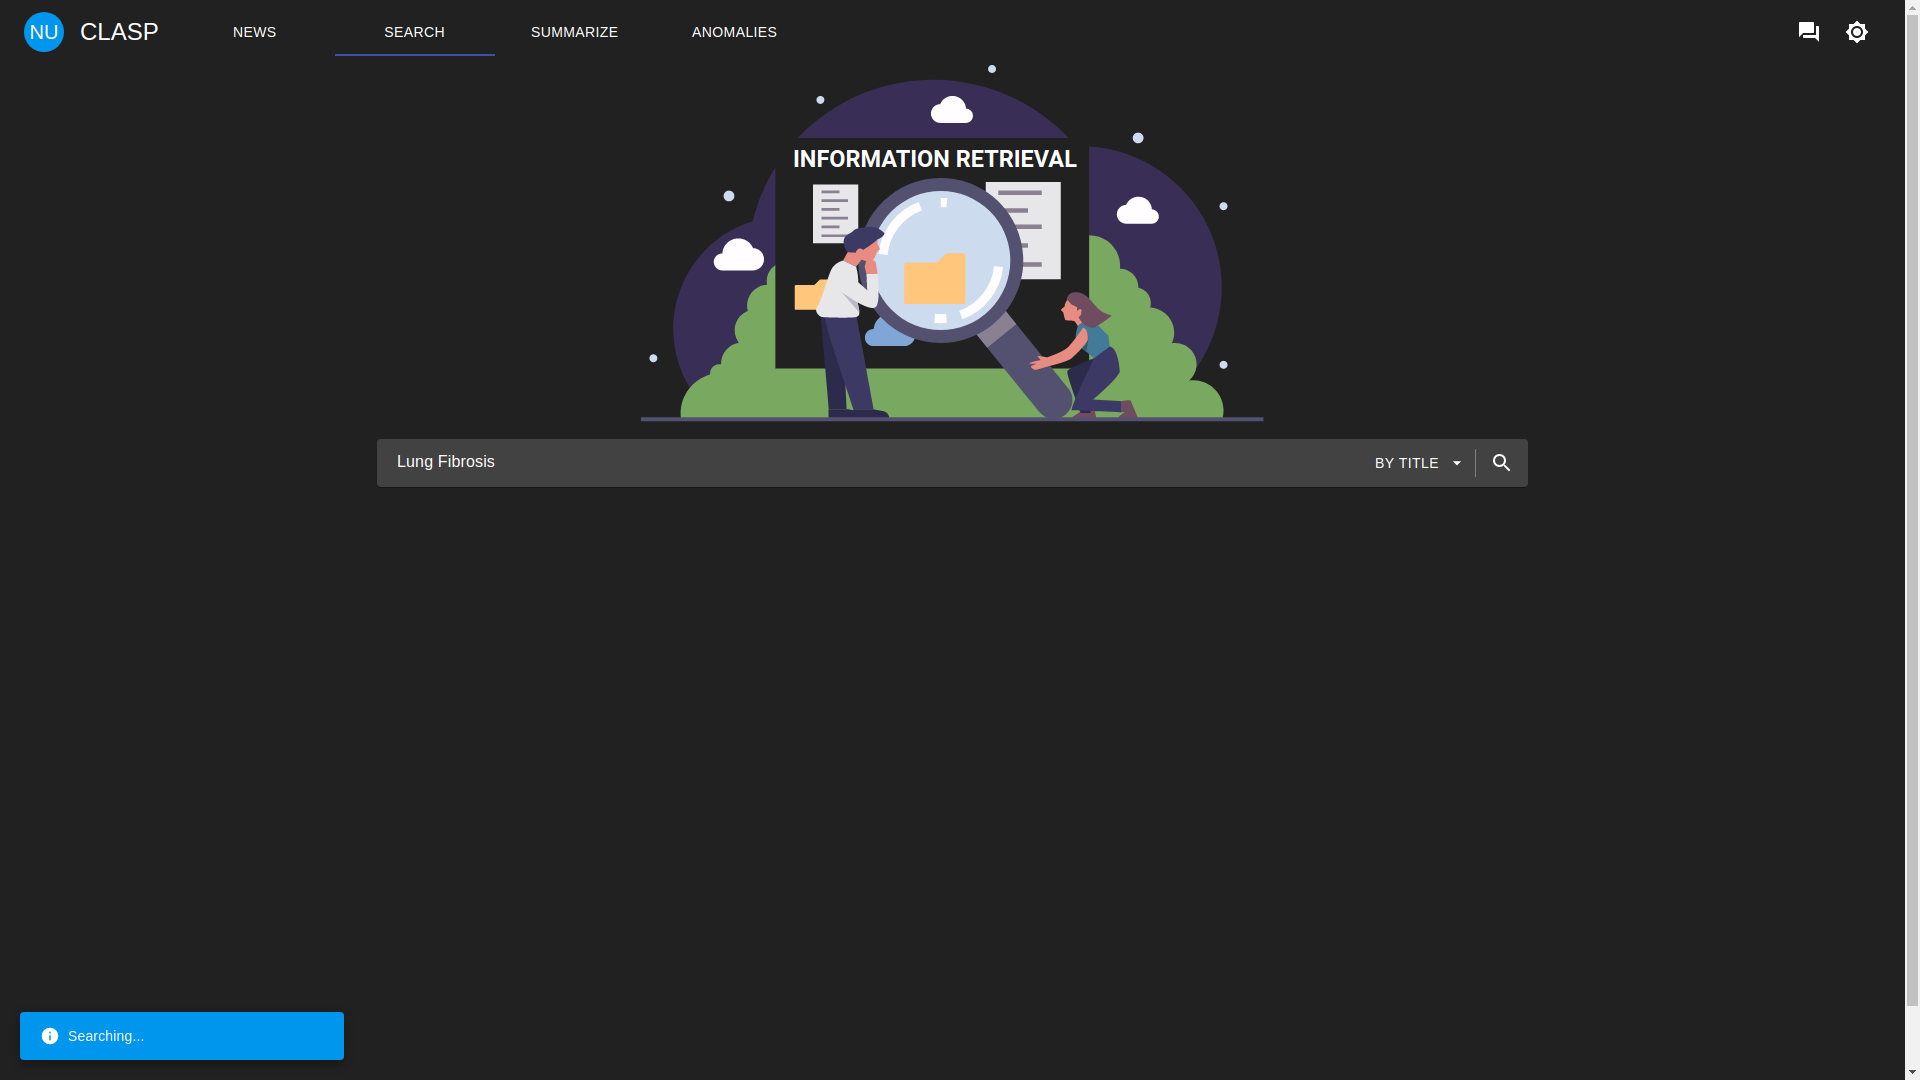 NU CLASP NEWS SEARCH SUMMARIZE ANOMALIES
INFORMATION RETRIEVAL
Lung Fibrosis BY TITLE
Searching...